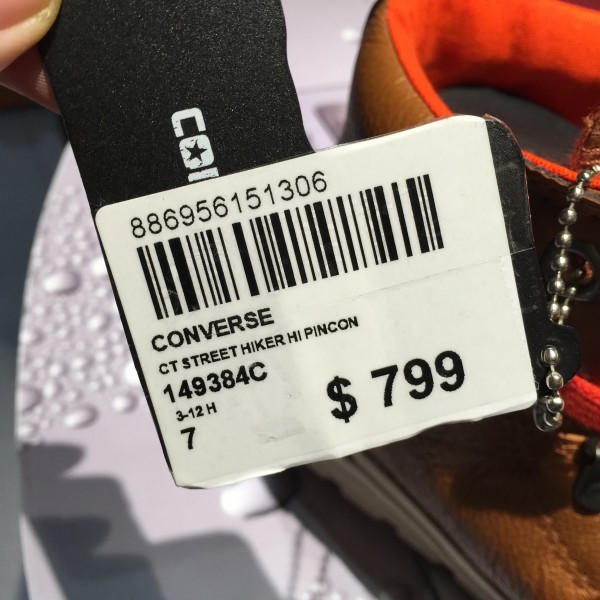 886956151306
CONVERSE
CT STREET HIKER HI PINCON
149384C
3-12 H
7
$ 799